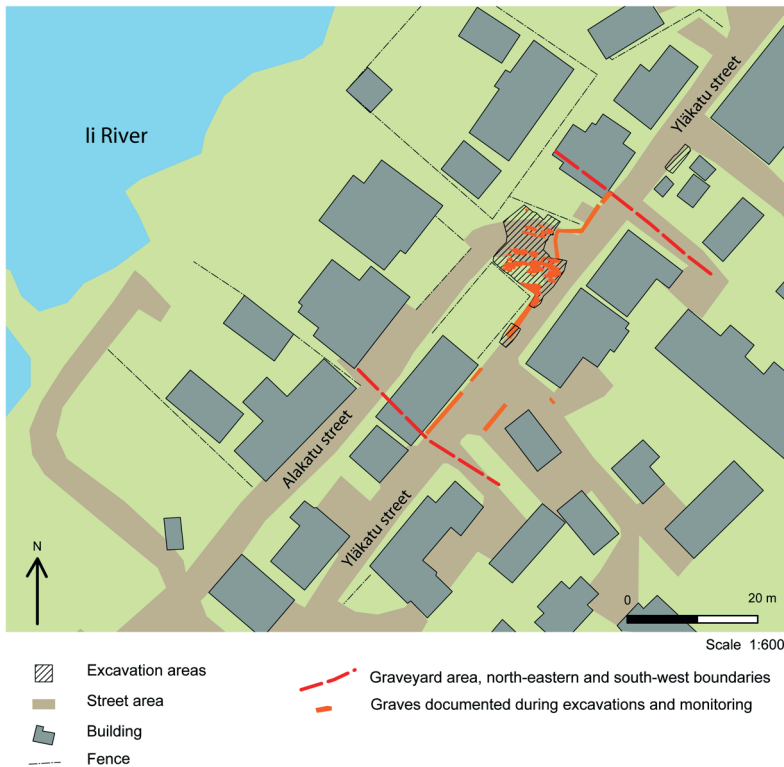 Ii River
Yläkatu street
Alakatu street
Yläkatu street
N
0 20 m
Scale 1:600
Excavation areas
Street area
Building
Fence
Graveyard area, north-eastern and south-west boundaries
Graves documented during excavations and monitoring